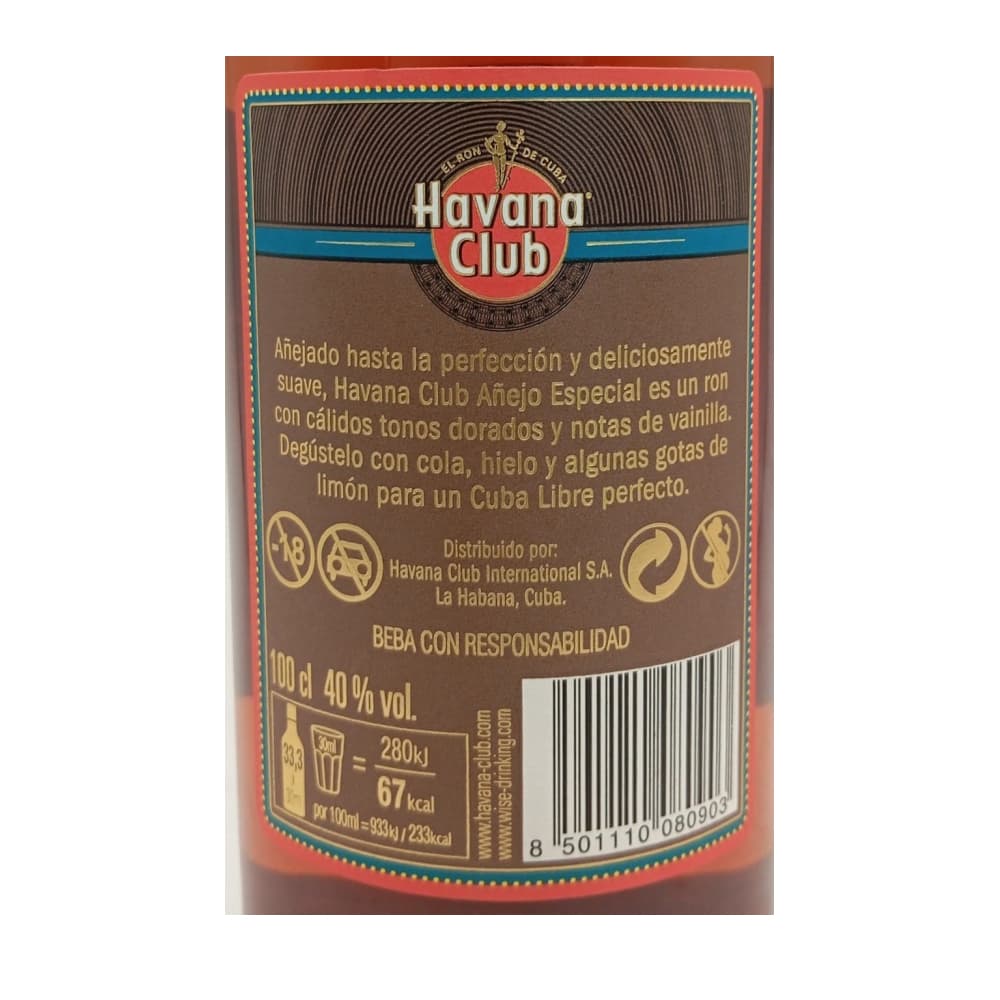 EL RON DE CUBA
Havana
Club
Añejado hasta la perfección y deliciosamente
suave, Havana Club Añejo Especial es un ron
con cálidos tonos dorados y notas de vainilla.
Degústelo con cola, hielo y algunas gotas de
limón para un Cuba Libre perfecto.
-18
Distribuido por:
Havana Club International S.A.
La Habana, Cuba.
BEBA CON RESPONSABILIDAD
100 cl 40 % vol.
33,3
30ml
= 280kJ
67kcal
por 100ml = 933kJ / 233kcal
www.havana-club.com
www.wise-drinking.com
8 501110 080903